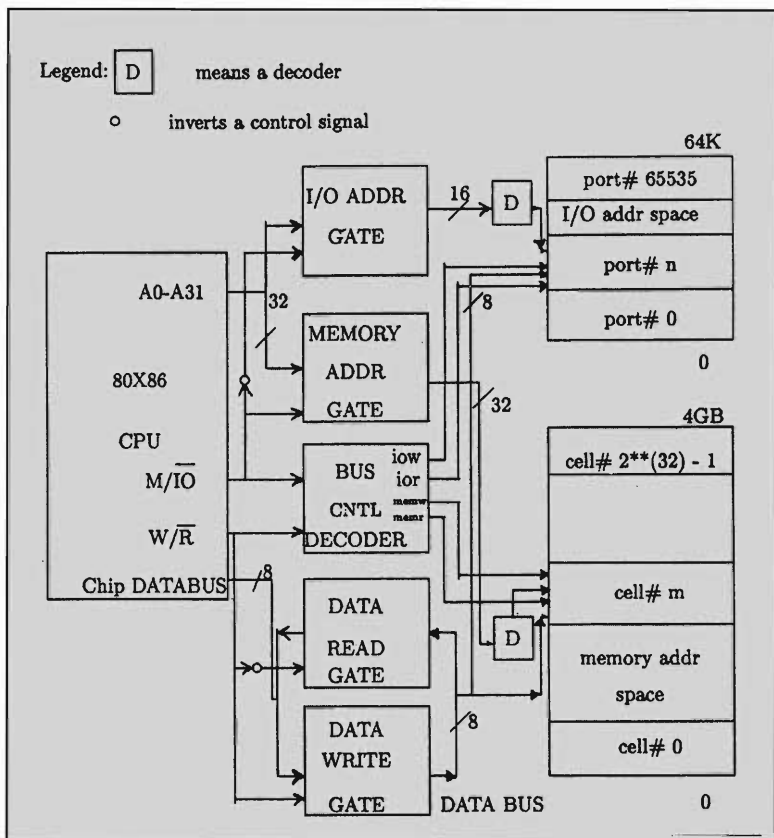 Legend: D means a decoder
inverts a control signal
64K
I/O ADDR
GATE
16
D
port# 65535
I/O addr space
port# n
port# 0
0
A0-A31
32
8
MEMORY
ADDR
GATE
32
80X86
CPU
M/IO
W/R
Chip DATABUS
8
BUS
CNTL
DECODER
iow
ior
memw
memr
4GB
cell# 2**(32) - 1
cell# m
D
memory addr
space
cell# 0
0
DATA
READ
GATE
8
DATA
WRITE
GATE
DATA BUS